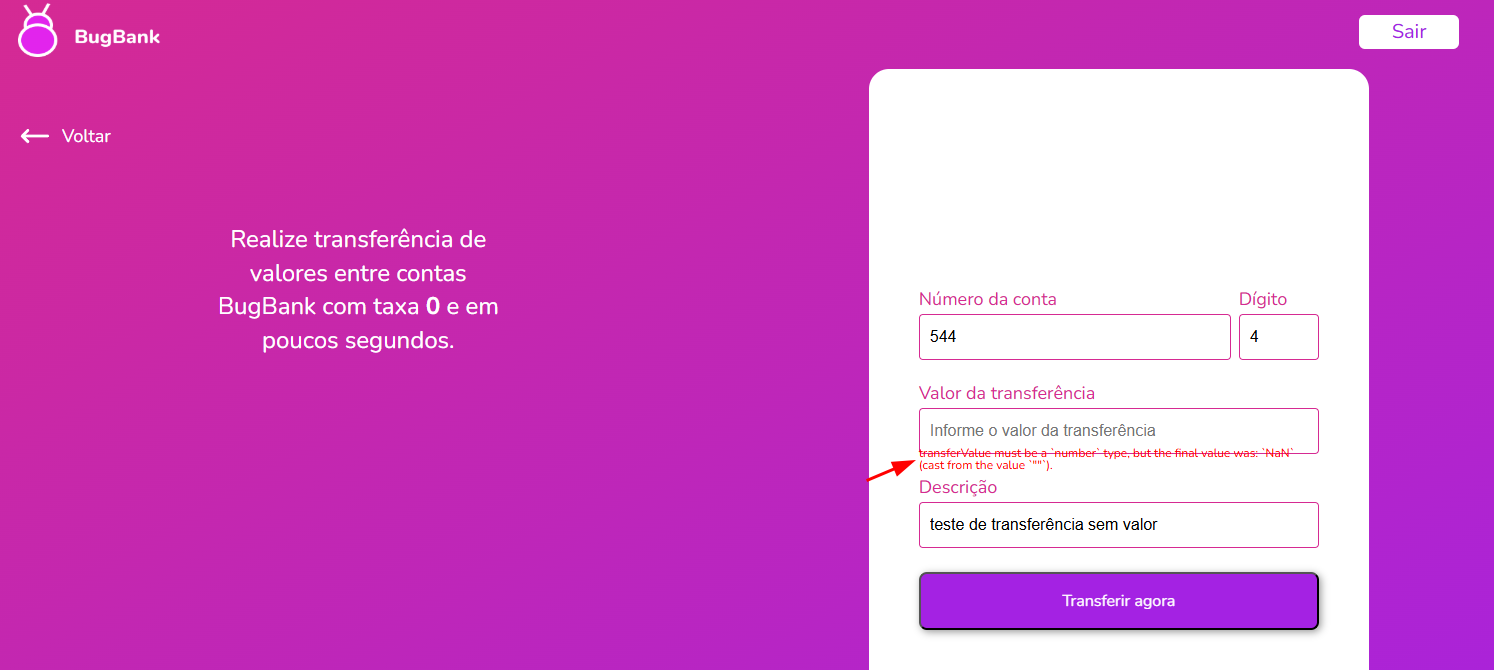 BugBank
Sair
Voltar
Realize transferência de
valores entre contas
BugBank com taxa 0 e em
poucos segundos.
Número da conta
Dígito
544
4
Valor da transferência
Informe o valor da transferência
transferValue must be a `number` type, but the final value was: `NaN`
(cast from the value `""`).
Descrição
teste de transferência sem valor
Transferir agora